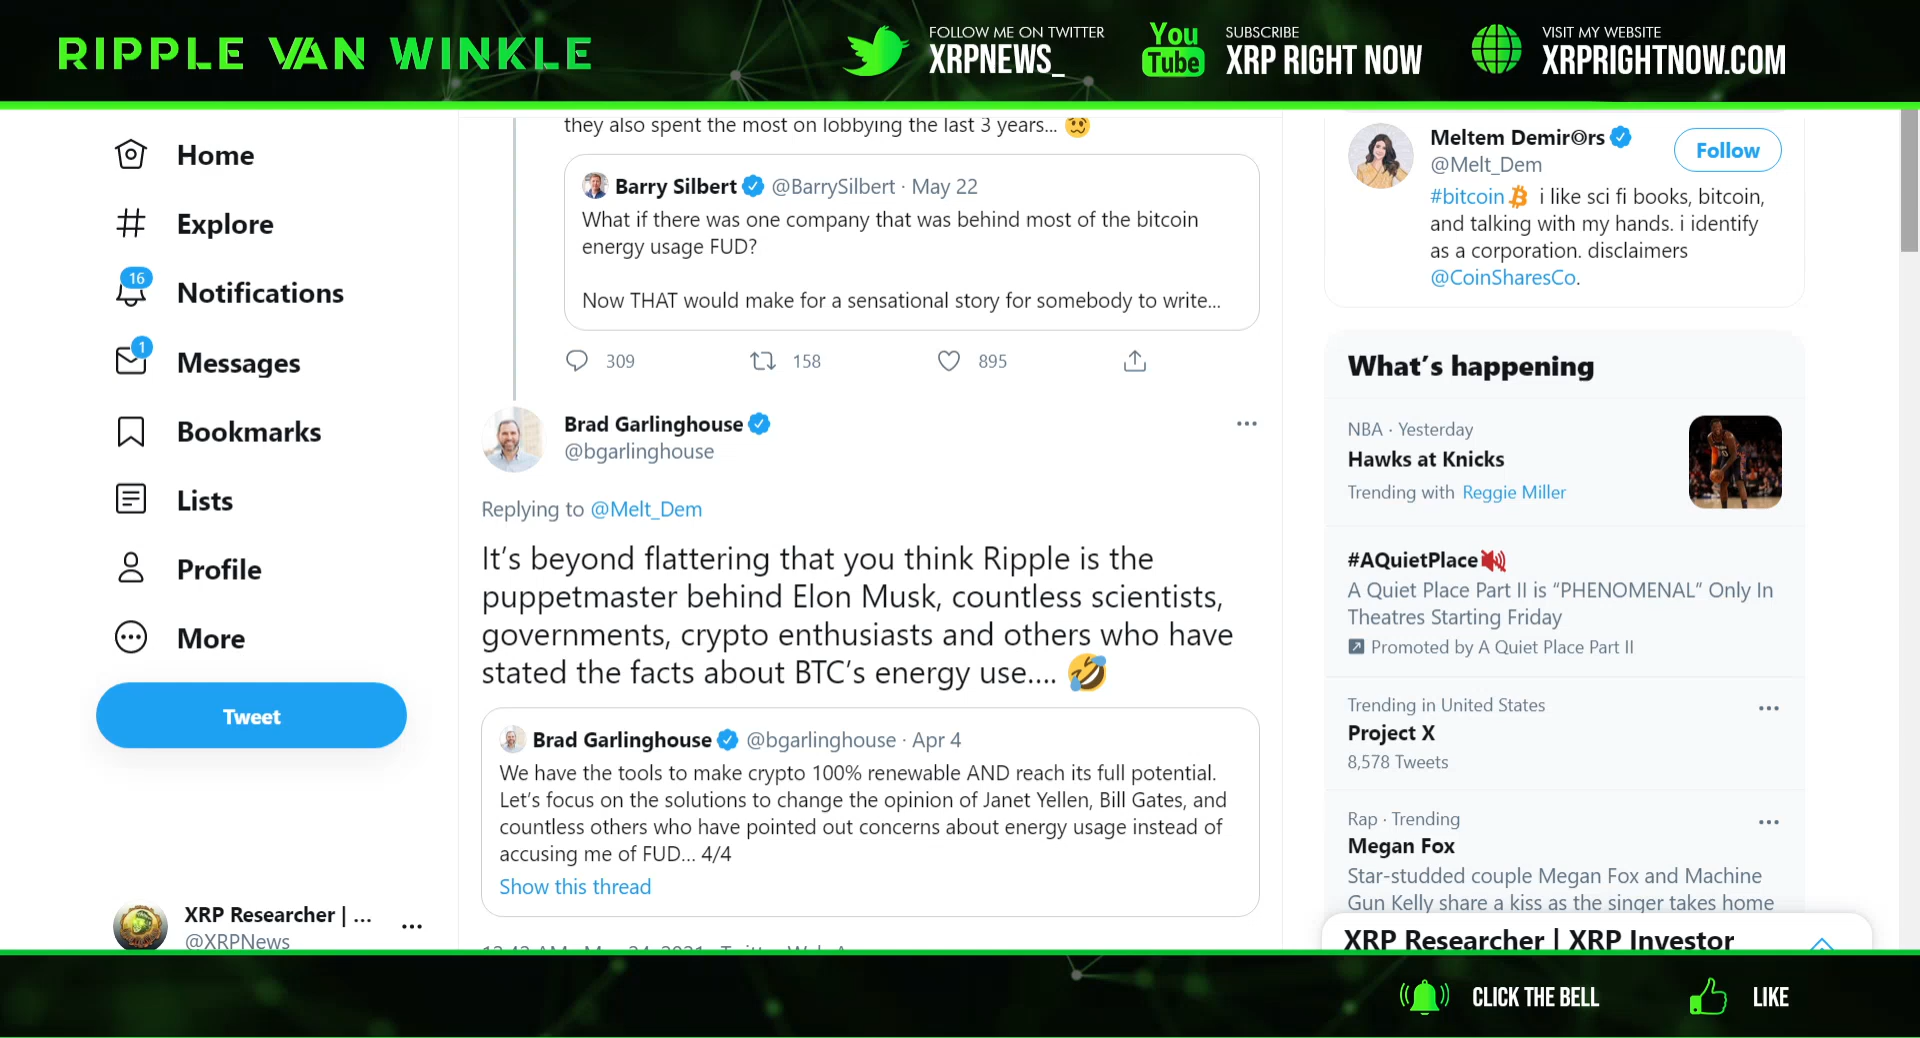 RIPPLE VAN WINKLE
FOLLOW ME ON TWITTER
XRPNEWS_
You
Tube
SUBSCRIBE
XRP RIGHT NOW
VISIT MY WEBSITE
XRPRIGHTNOW.COM
Home
Explore
16
Notifications
1
Messages
Bookmarks
Lists
Profile
More
Tweet
XRP Researcher | ...
@XRPNews
they also spent the most on lobbying the last 3 years... 🥴
Barry Silbert @BarrySilbert · May 22
What if there was one company that was behind most of the bitcoin
energy usage FUD?
Now THAT would make for a sensational story for somebody to write...
309 158 895
Brad Garlinghouse
@bgarlinghouse
Replying to @Melt_Dem
It’s beyond flattering that you think Ripple is the
puppetmaster behind Elon Musk, countless scientists,
governments, crypto enthusiasts and others who have
stated the facts about BTC’s energy use.... 🤣
Brad Garlinghouse @bgarlinghouse · Apr 4
We have the tools to make crypto 100% renewable AND reach its full potential.
Let’s focus on the solutions to change the opinion of Janet Yellen, Bill Gates, and
countless others who have pointed out concerns about energy usage instead of
accusing me of FUD... 4/4
Show this thread
Meltem Demir©rs
@Melt_Dem
Follow
#bitcoin i like sci fi books, bitcoin,
and talking with my hands. i identify
as a corporation. disclaimers
@CoinSharesCo.
What’s happening
NBA · Yesterday
Hawks at Knicks
Trending with Reggie Miller
#AQuietPlace
A Quiet Place Part II is “PHENOMENAL” Only In
Theatres Starting Friday
Promoted by A Quiet Place Part II
Trending in United States
Project X
8,578 Tweets
Rap · Trending
Megan Fox
Star-studded couple Megan Fox and Machine
Gun Kelly share a kiss as the singer takes home
XRP Researcher | XRP Investor
CLICK THE BELL
LIKE